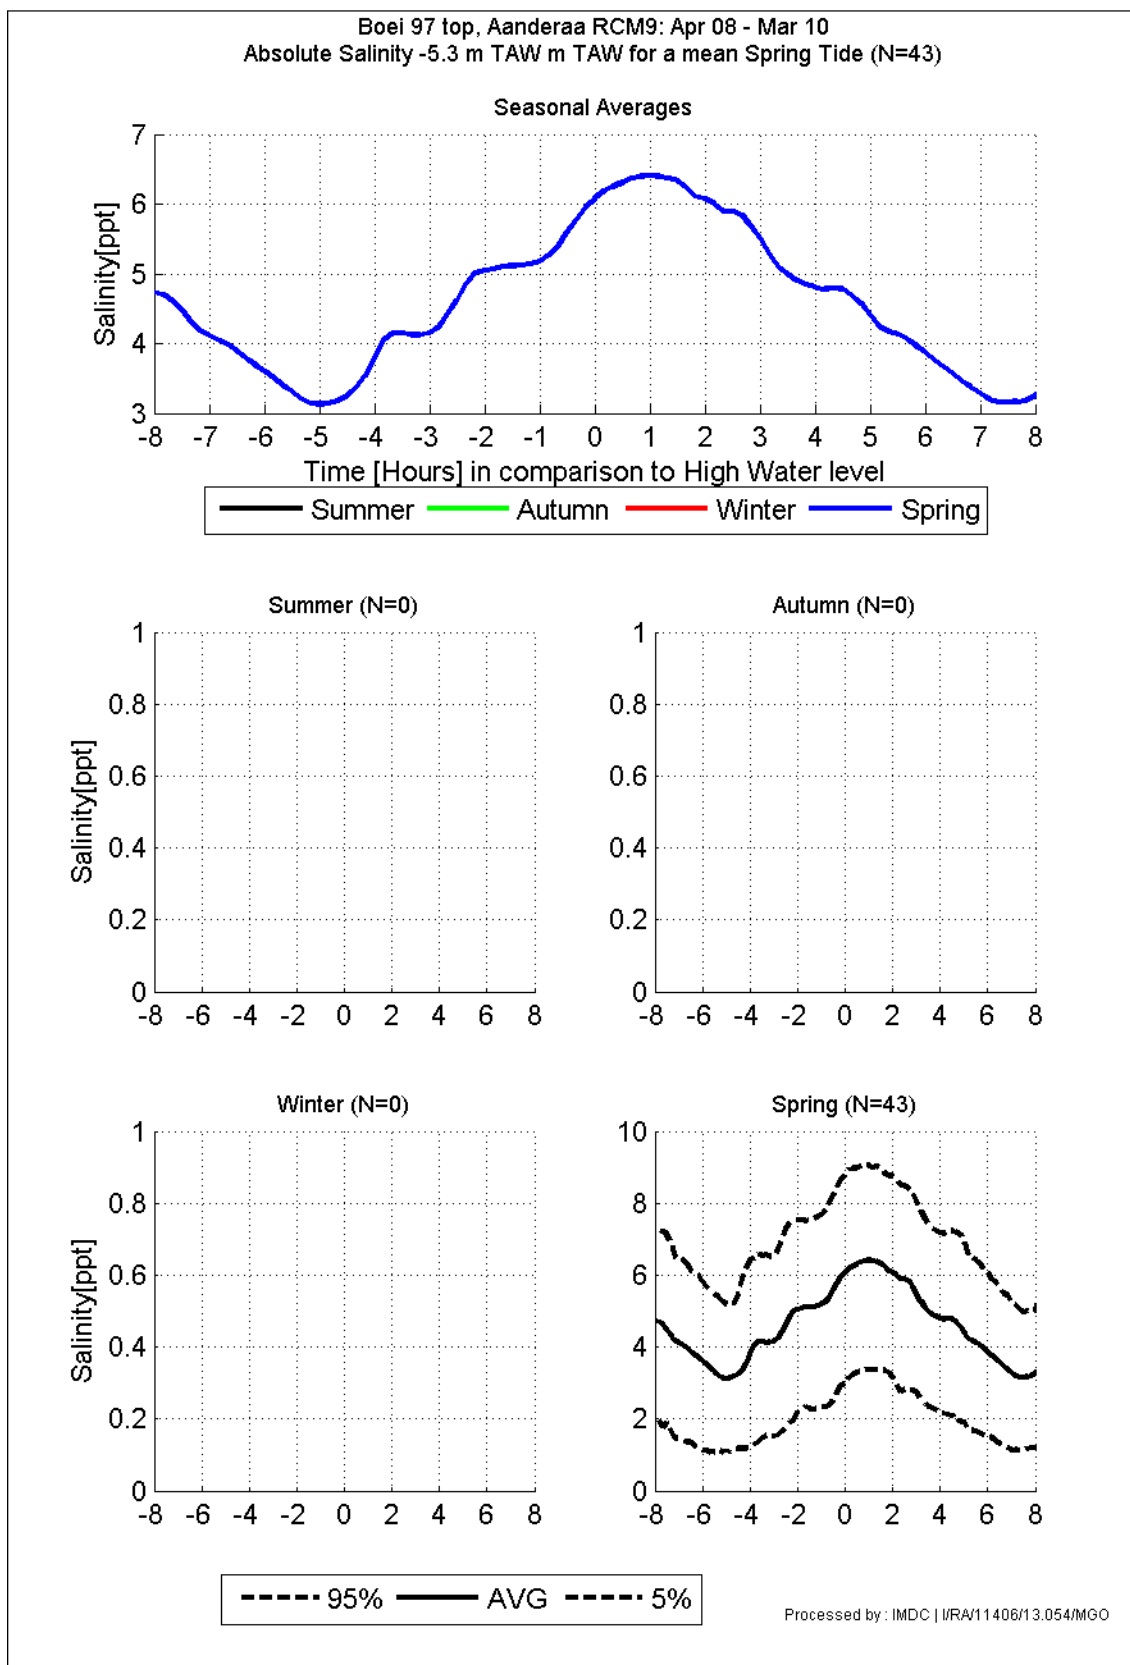 Boei 97 top, Aanderaa RCM9: Apr 08 - Mar 10
Absolute Salinity -5.3 m TAW m TAW for a mean Spring Tide (N=43)
Seasonal Averages
7
6
5
4
3
Salinity[ppt]
-8 -7 -6 -5 -4 -3 -2 -1 0 1 2 3 4 5 6 7 8
Time [Hours] in comparison to High Water level
Summer Autumn Winter Spring
Summer (N=0)
1
0.8
0.6
0.4
0.2
0
Salinity[ppt]
-8 -6 -4 -2 0 2 4 6 8
Autumn (N=0)
1
0.8
0.6
0.4
0.2
0
-8 -6 -4 -2 0 2 4 6 8
Winter (N=0)
1
0.8
0.6
0.4
0.2
0
Salinity[ppt]
-8 -6 -4 -2 0 2 4 6 8
Spring (N=43)
10
8
6
4
2
0
-8 -6 -4 -2 0 2 4 6 8
95% AVG 5%
Processed by : IMDC | I/RA/11406/13.054/MGO